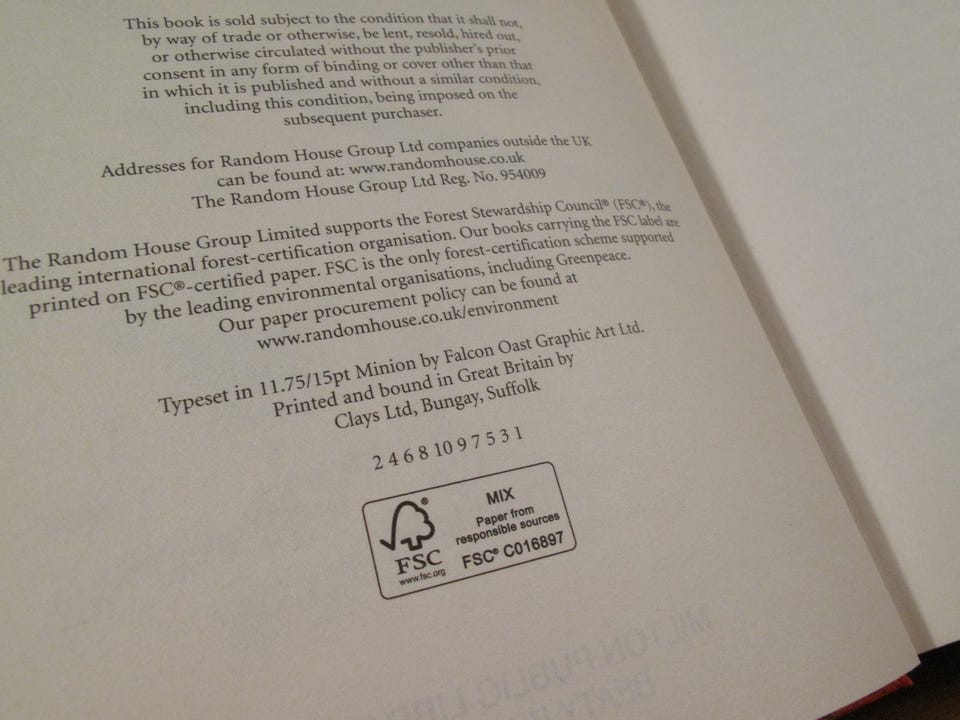 This book is sold subject to the condition that it shall not,
by way of trade or otherwise, be lent, resold, hired out,
or otherwise circulated without the publisher's prior
consent in any form of binding or cover other than that
in which it is published and without a similar condition,
including this condition, being imposed on the
subsequent purchaser.
Addresses for Random House Group Ltd companies outside the UK
can be found at: www.randomhouse.co.uk
The Random House Group Ltd Reg. No. 954009
The Random House Group Limited supports the Forest Stewardship Council® (FSC®), the
leading international forest-certification organisation. Our books carrying the FSC label are
printed on FSC®-certified paper. FSC is the only forest-certification scheme supported
by the leading environmental organisations, including Greenpeace.
Our paper procurement policy can be found at
www.randomhouse.co.uk/environment
Typeset in 11.75/15pt Minion by Falcon Oast Graphic Art Ltd.
Printed and bound in Great Britain by
Clays Ltd, Bungay, Suffolk
2 4 6 8 10 9 7 5 3 1
®
FSC
www.fsc.org
MIX
Paper from
responsible sources
FSC® C016897
MILTON PUBLIC